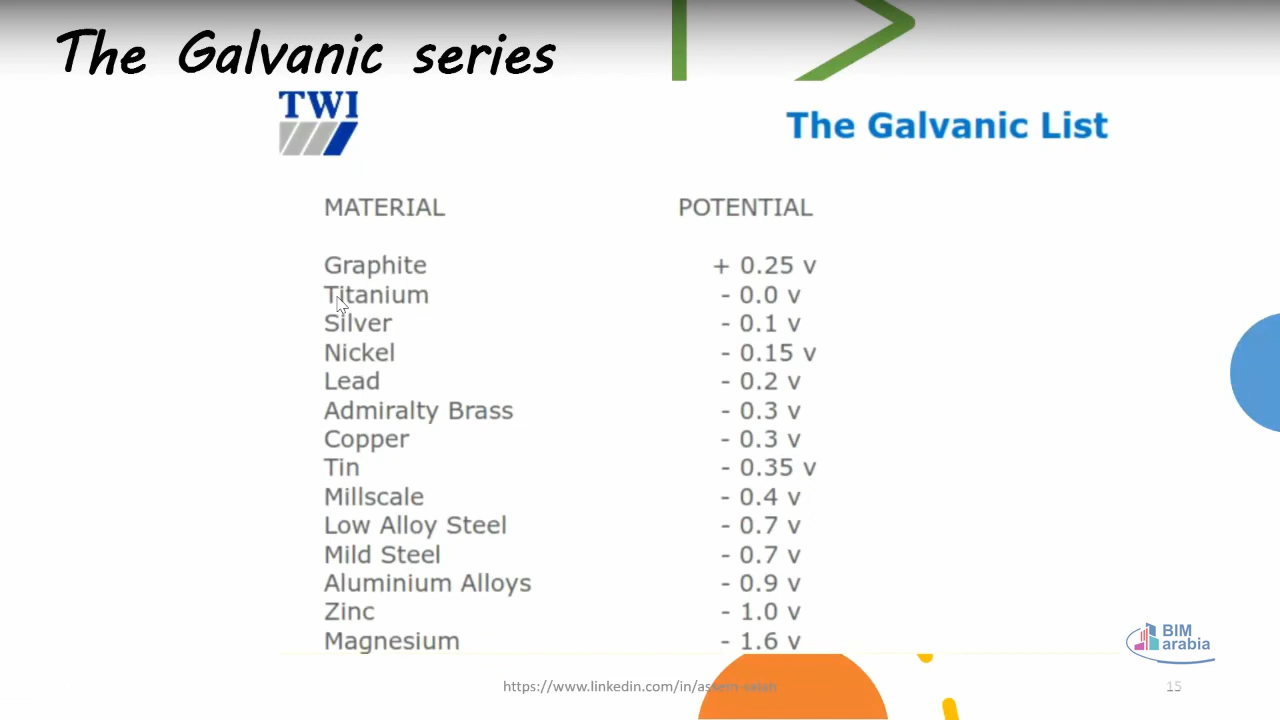 The Galvanic series
TWI
The Galvanic List
MATERIAL POTENTIAL
Graphite + 0.25 v
Titanium - 0.0 v
Silver - 0.1 v
Nickel - 0.15 v
Lead - 0.2 v
Admiralty Brass - 0.3 v
Copper - 0.3 v
Tin - 0.35 v
Millscale - 0.4 v
Low Alloy Steel - 0.7 v
Mild Steel - 0.7 v
Aluminium Alloys - 0.9 v
Zinc - 1.0 v
Magnesium - 1.6 v
BIM
arabia
15